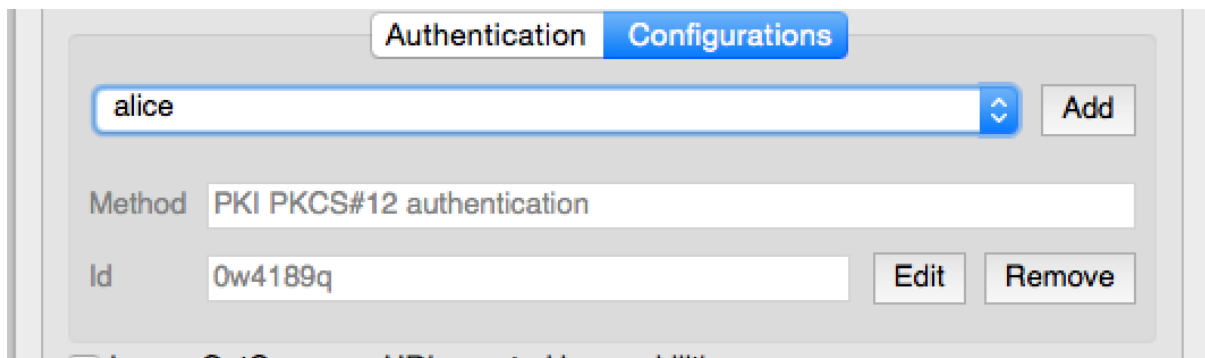 Authentication Configurations
alice Add
Method PKI PKCS#12 authentication
Id 0w4189q Edit Remove